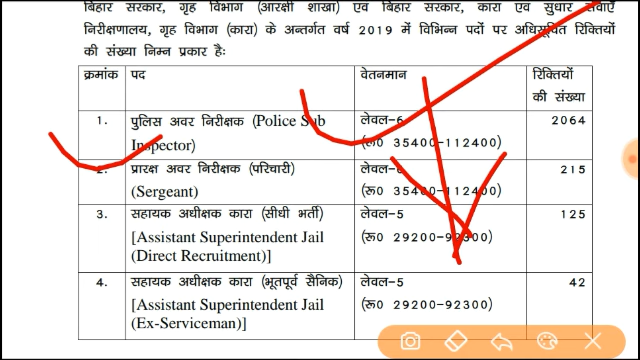 बिहार सरकार, गृह विभाग (आरक्षी शाखा) एवं बिहार सरकार, कारा एवं सुधार सेवाएँ
निरीक्षणालय, गृह विभाग (कारा) के अन्तर्गत वर्ष 2019 में विभिन्न पदों पर अधिसूचित रिक्तियों
की संख्या निम्न प्रकार हैः
क्रमांक पद वेतनमान रिक्तियों
की संख्या
1. पुलिस अवर निरीक्षक (Police Sub लेवल-6 2064
Inspector) (रू0 35400-112400)
2. प्रारक्ष अवर निरीक्षक (परिचारी) लेवल-6 215
(Sergeant) (रू0 35400-112400)
3. सहायक अधीक्षक कारा (सीधी भर्ती) लेवल-5 125
[Assistant Superintendent Jail (रू0 29200-92300)
(Direct Recruitment)]
4. सहायक अधीक्षक कारा (भूतपूर्व सैनिक) लेवल-5 42
[Assistant Superintendent Jail (रू0 29200-92300)
(Ex-Serviceman)]